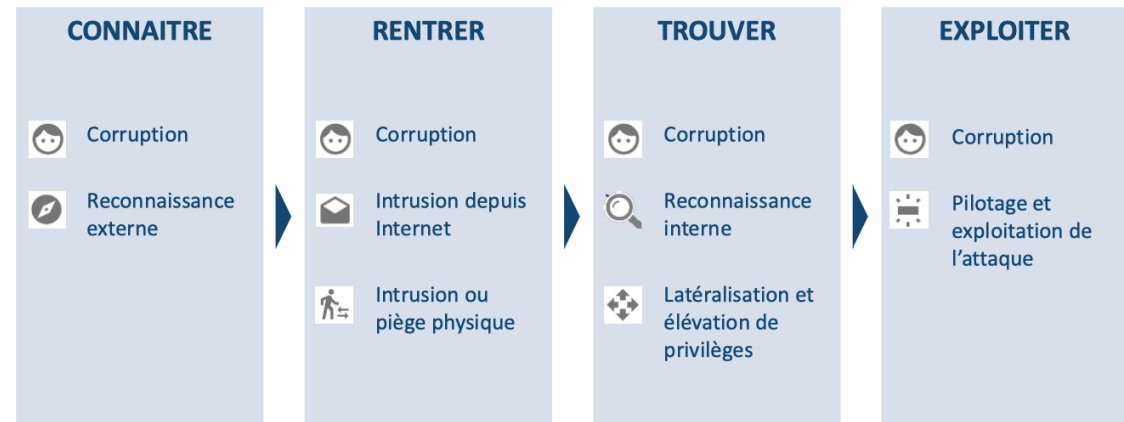 CONNAITRE
Corruption
Reconnaissance
externe
RENTRER
Corruption
Intrusion depuis
Internet
Intrusion ou
piège physique
TROUVER
Corruption
Reconnaissance
interne
Latéralisation et
élévation de
privilèges
EXPLOITER
Corruption
Pilotage et
exploitation de
l’attaque